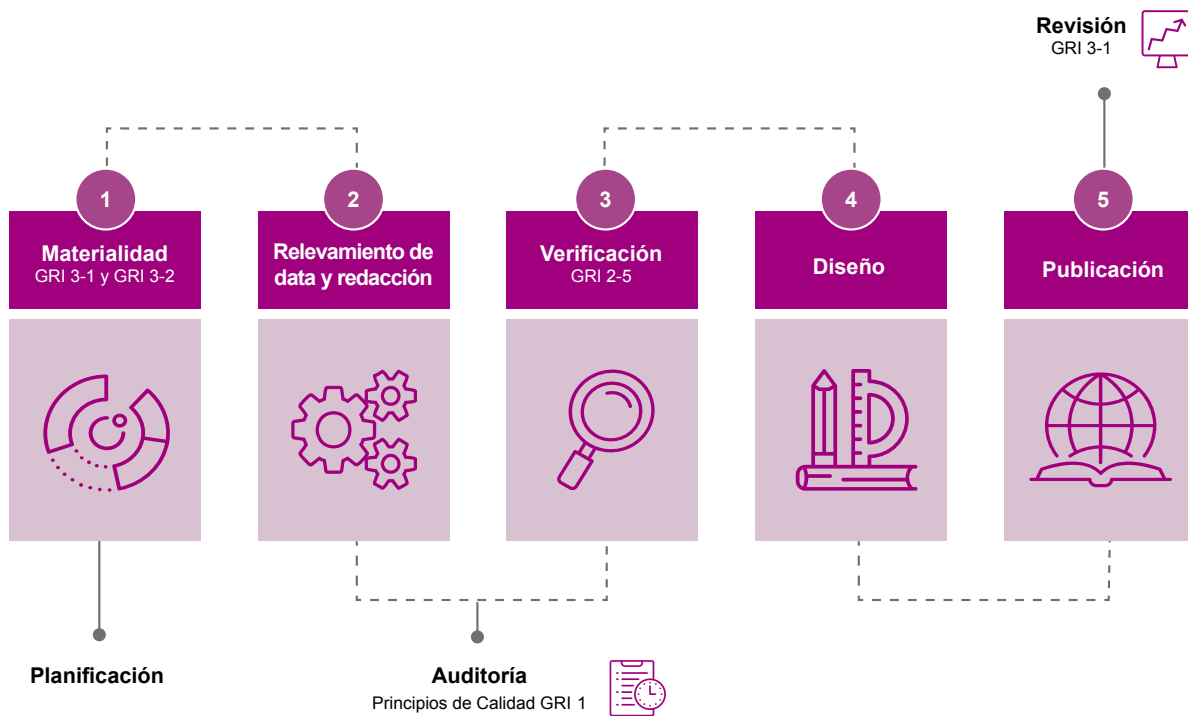 Revisión
GRI 3-1
1
2
3
4
5
Materialidad
GRI 3-1 y GRI 3-2
Relevamiento de
data y redacción
Verificación
GRI 2-5
Diseño
Publicación
Planificación
Auditoría
Principios de Calidad GRI 1